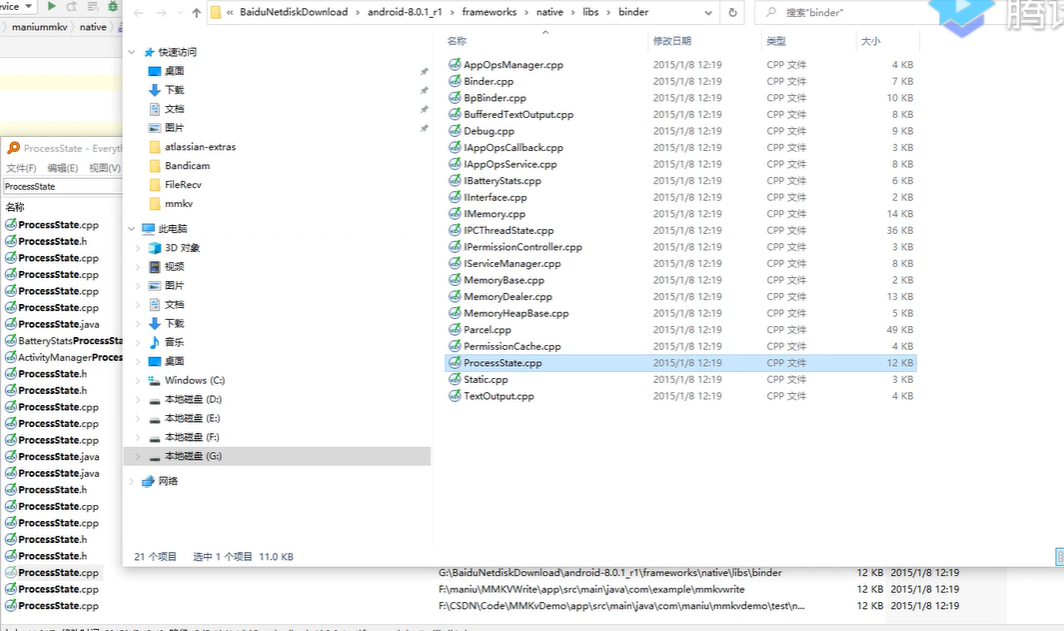 evice
maniummkv
native
« BaiduNetdiskDownload › android-8.0.1_r1 › frameworks › native › libs › binder
搜索"binder"
腾讯
快速访问
桌面
下载
文档
图片
atlassian-extras
Bandicam
FileRecv
mmkv
此电脑
3D 对象
视频
图片
文档
下载
音乐
桌面
Windows (C:)
本地磁盘 (D:)
本地磁盘 (E:)
本地磁盘 (F:)
本地磁盘 (G:)
网络
名称 修改日期 类型 大小
AppOpsManager.cpp 2015/1/8 12:19 CPP 文件 4 KB
Binder.cpp 2015/1/8 12:19 CPP 文件 7 KB
BpBinder.cpp 2015/1/8 12:19 CPP 文件 10 KB
BufferedTextOutput.cpp 2015/1/8 12:19 CPP 文件 8 KB
Debug.cpp 2015/1/8 12:19 CPP 文件 9 KB
IAppOpsCallback.cpp 2015/1/8 12:19 CPP 文件 3 KB
IAppOpsService.cpp 2015/1/8 12:19 CPP 文件 8 KB
IBatteryStats.cpp 2015/1/8 12:19 CPP 文件 6 KB
IInterface.cpp 2015/1/8 12:19 CPP 文件 2 KB
IMemory.cpp 2015/1/8 12:19 CPP 文件 14 KB
IPCThreadState.cpp 2015/1/8 12:19 CPP 文件 36 KB
IPermissionController.cpp 2015/1/8 12:19 CPP 文件 3 KB
IServiceManager.cpp 2015/1/8 12:19 CPP 文件 8 KB
MemoryBase.cpp 2015/1/8 12:19 CPP 文件 2 KB
MemoryDealer.cpp 2015/1/8 12:19 CPP 文件 13 KB
MemoryHeapBase.cpp 2015/1/8 12:19 CPP 文件 5 KB
Parcel.cpp 2015/1/8 12:19 CPP 文件 49 KB
PermissionCache.cpp 2015/1/8 12:19 CPP 文件 4 KB
ProcessState.cpp 2015/1/8 12:19 CPP 文件 12 KB
Static.cpp 2015/1/8 12:19 CPP 文件 3 KB
TextOutput.cpp 2015/1/8 12:19 CPP 文件 4 KB
21 个项目 选中 1 个项目 11.0 KB
ProcessState - Everyth
文件(F) 编辑(E) 视图(V)
ProcessState
名称
ProcessState.cpp
ProcessState.h
ProcessState.cpp
ProcessState.cpp
ProcessState.cpp
ProcessState.cpp
ProcessState.java
BatteryStatsProcessSta
ActivityManagerProces
ProcessState.h
ProcessState.h
ProcessState.cpp
ProcessState.cpp
ProcessState.cpp
ProcessState.java
ProcessState.java
ProcessState.h
ProcessState.cpp
ProcessState.cpp
ProcessState.h
ProcessState.h
ProcessState.cpp G:\BaiduNetdiskDownload\android-8.0.1_r1\frameworks\native\libs\binder 12 KB 2015/1/8 12:19
ProcessState.cpp F:\maniu\MMKVWrite\app\src\main\java\com\example\mmkvwrite 12 KB 2015/1/8 12:19
ProcessState.cpp F:\CSDN\Code\MMKvDemo\app\src\main\java\com\maniu\mmkvdemo\test\n... 12 KB 2015/1/8 12:19